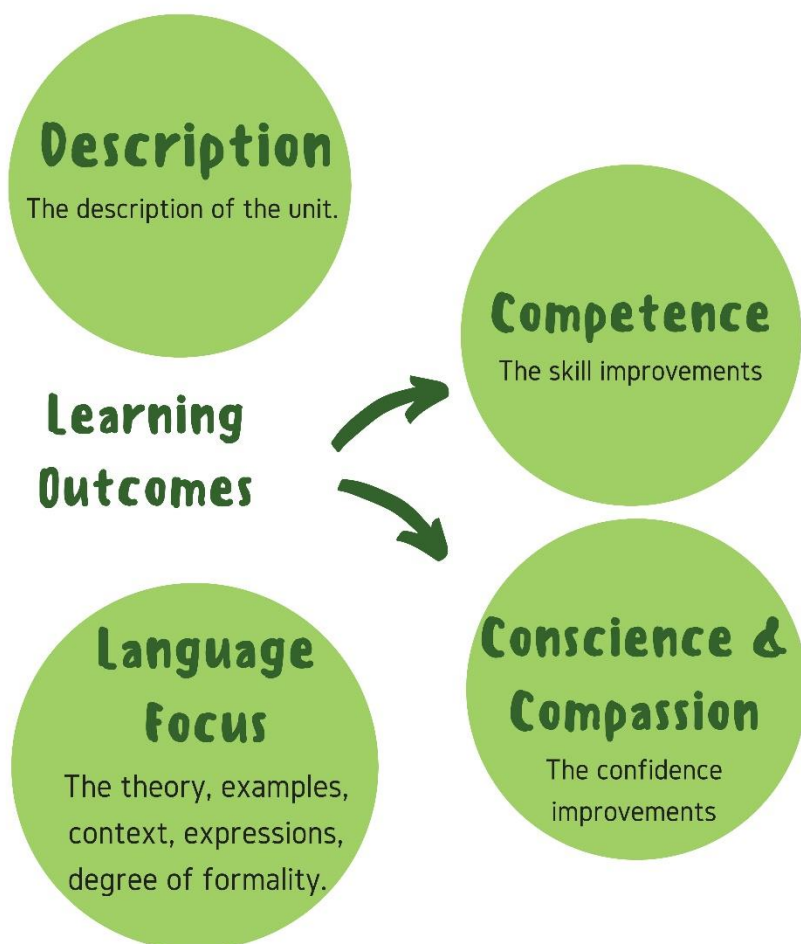 Description
The description of the unit.
Learning
Outcomes
Competence
The skill improvements
Conscience &
Compassion
The confidence
improvements
Language
Focus
The theory, examples,
context, expressions,
degree of formality.